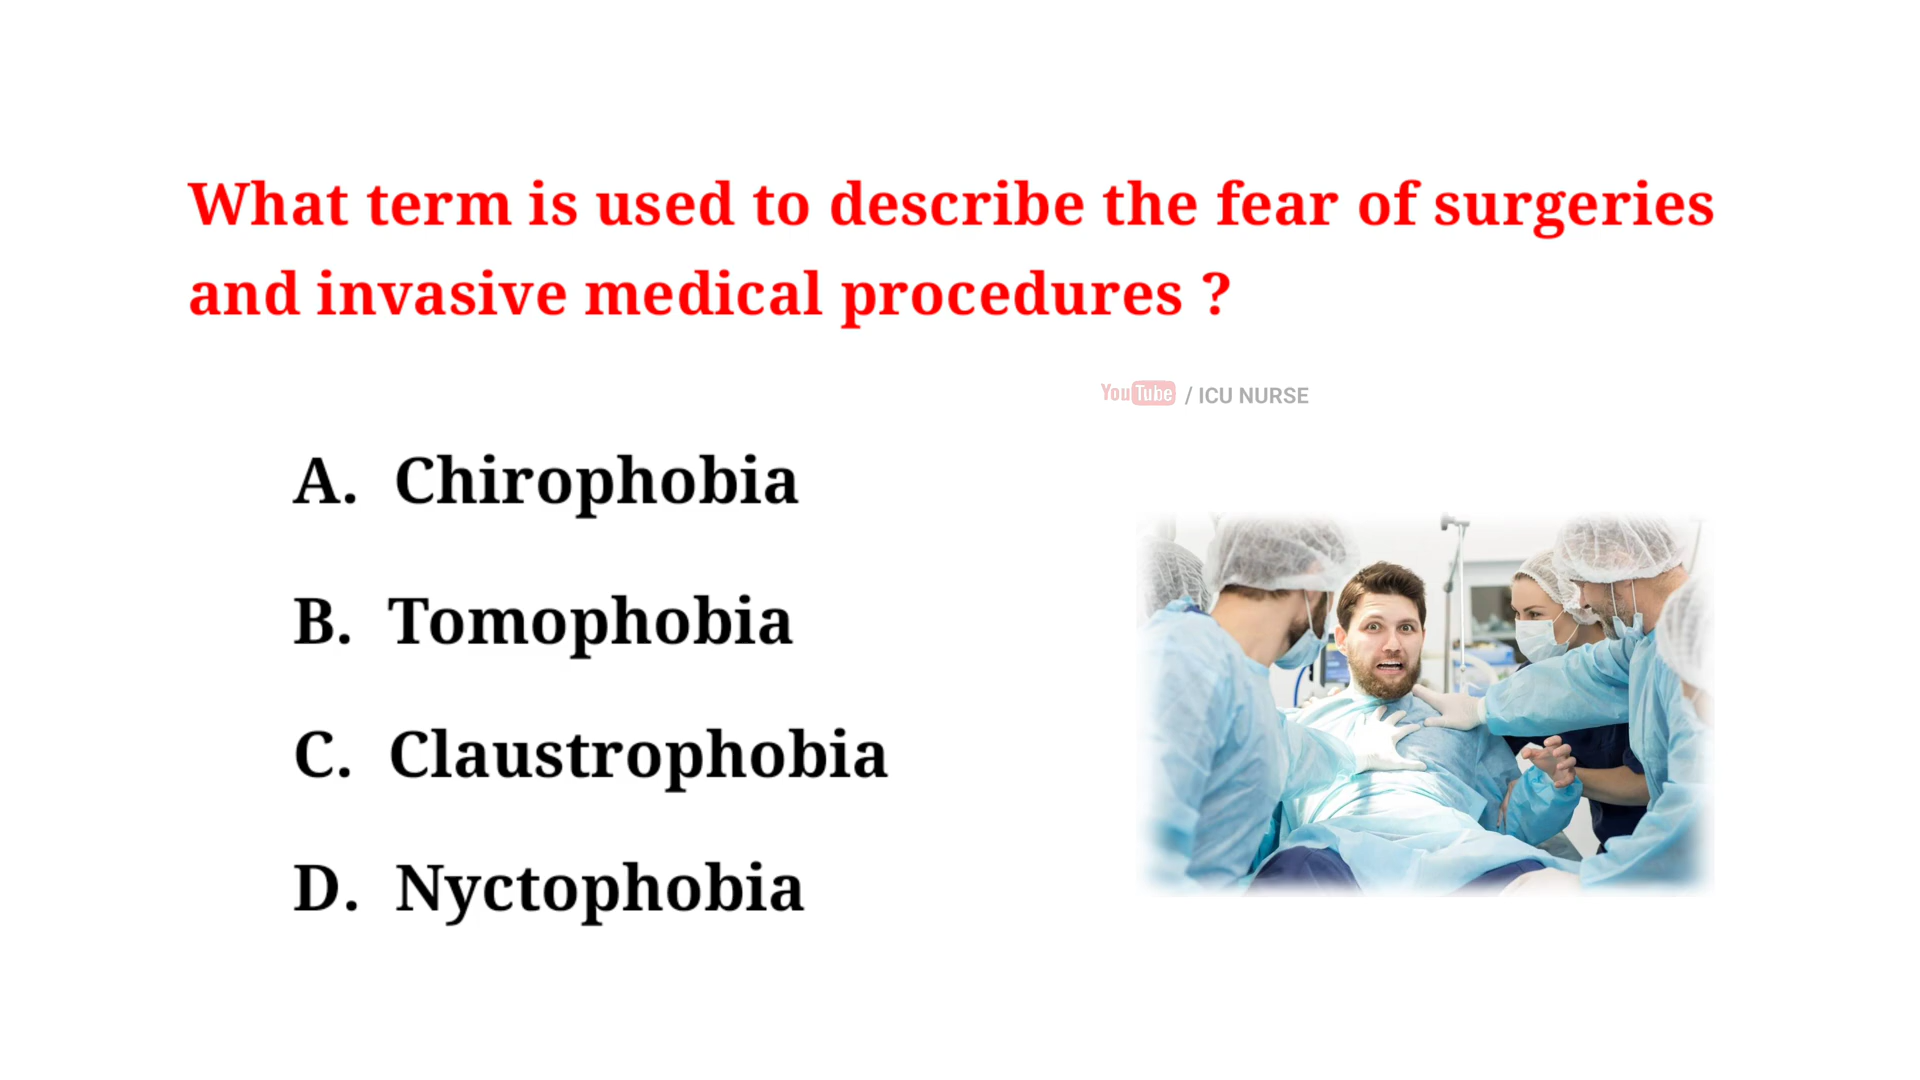 What term is used to describe the fear of surgeries
and invasive medical procedures ?
YouTube / ICU NURSE
A. Chirophobia
B. Tomophobia
C. Claustrophobia
D. Nyctophobia